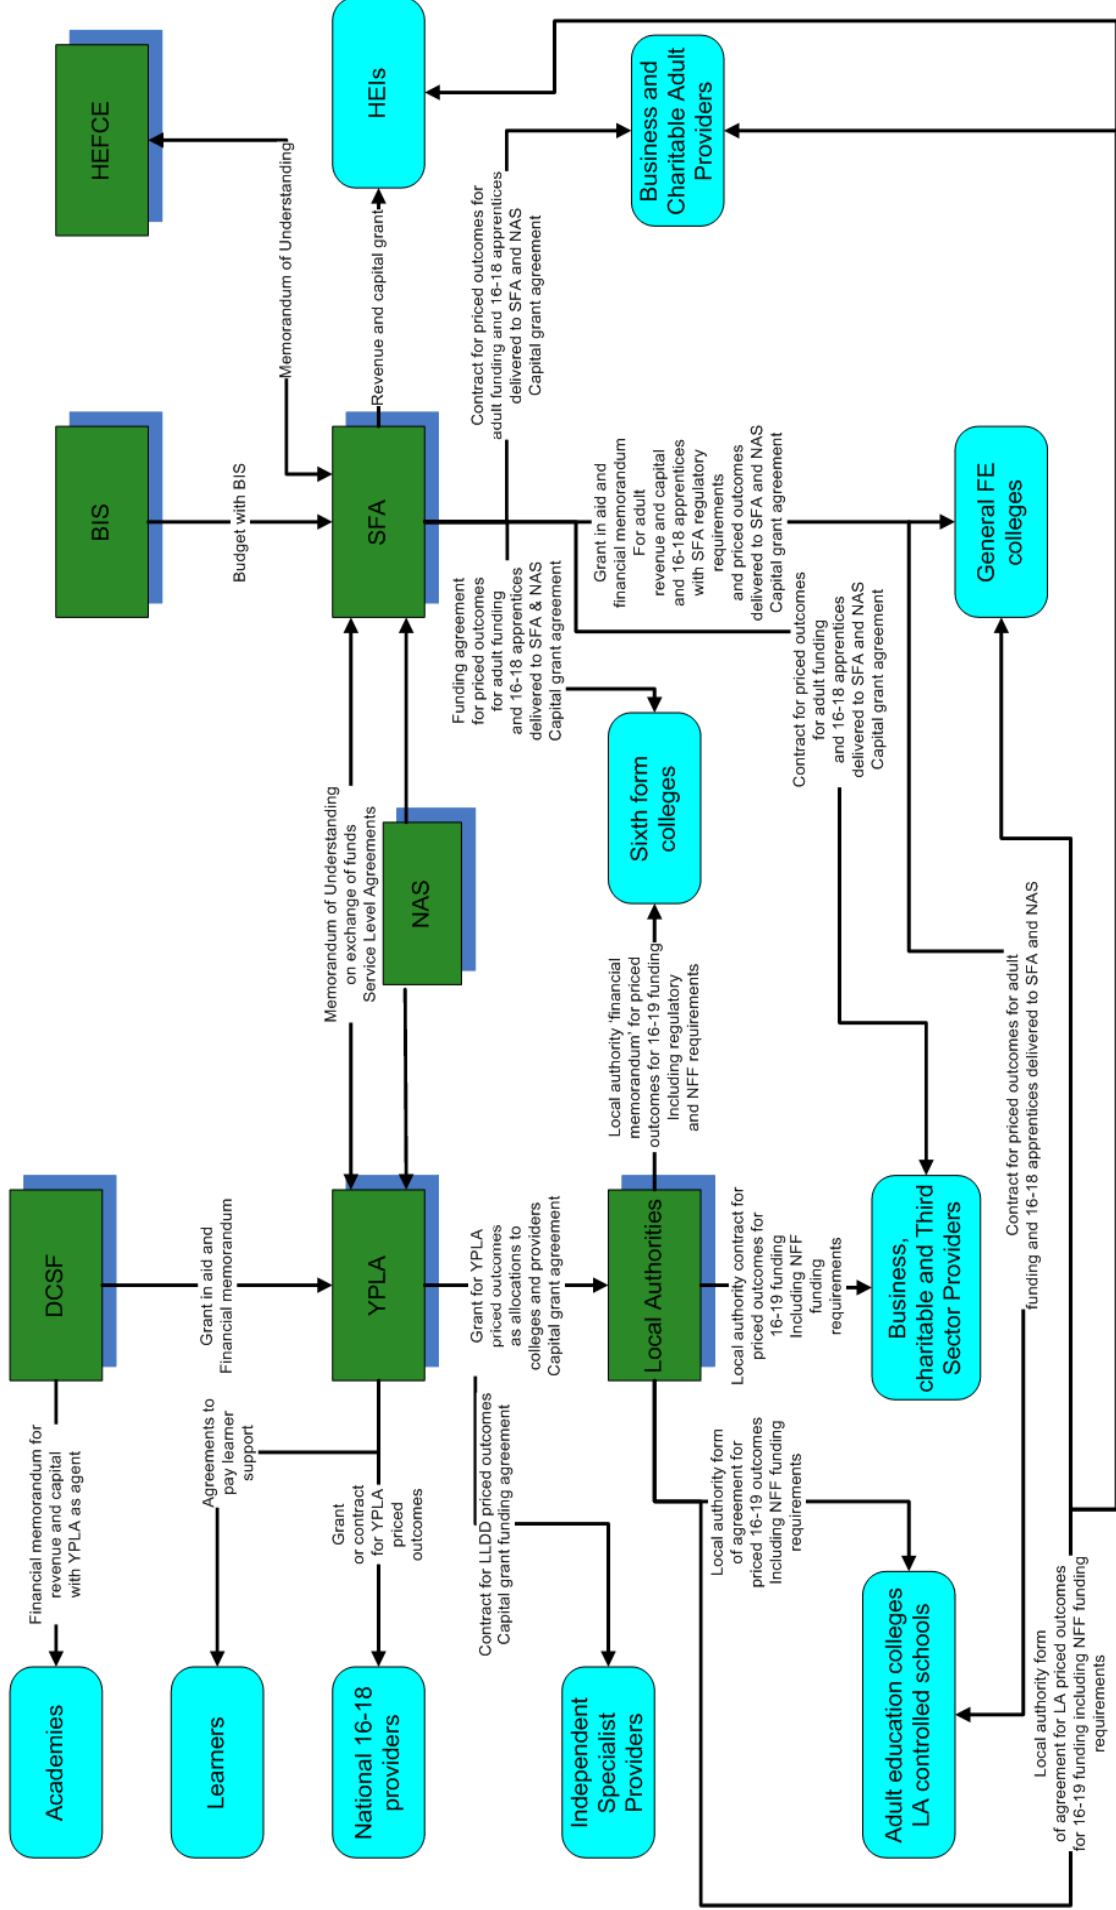 DCSF
BIS
HEFCE
Academies
Financial memorandum for
revenue and capital
with YPLA as agent
Grant in aid and
Financial memorandum
Budget with BIS
Memorandum of Understanding
Learners
Agreements to
pay learner
support
Memorandum of Understanding
on exchange of funds
Service Level Agreements
National 16-18
providers
Grant
or contract
for YPLA
priced
outcomes
YPLA
NAS
SFA
Revenue and capital grant
HEIs
Contract for LLDD priced outcomes
Capital grant funding agreement
Grant for YPLA
priced outcomes
as allocations to
colleges and providers
Capital grant agreement
Funding agreement
for priced outcomes
for adult funding
and 16-18 apprentices
delivered to SFA & NAS
Capital grant agreement
Contract for priced outcomes for
adult funding and 16-18 apprentices
delivered to SFA and NAS
Capital grant agreement
Independent
Specialist
Providers
Local Authorities
Local authority 'financial
memorandum' for priced
outcomes for 16-19 funding
Including regulatory
and NFF requirements
Sixth form
colleges
Grant in aid and
financial memorandum
For adult
revenue and capital
and 16-18 apprentices
with SFA regulatory
requirements
and priced outcomes
delivered to SFA and NAS
Capital grant agreement
Business and
Charitable Adult
Providers
Local authority form
of agreement for
priced 16-19 outcomes
Including NFF funding
requirements
Local authority contract for
priced outcomes for
16-19 funding
Including NFF
funding
requirements
Contract for priced outcomes
for adult funding
and 16-18 apprentices
delivered to SFA and NAS
Capital grant agreement
Adult education colleges
LA controlled schools
Business,
charitable and Third
Sector Providers
General FE
colleges
Contract for priced outcomes for adult
funding and 16-18 apprentices delivered to SFA and NAS
Local authority form
of agreement for LA priced outcomes
for 16-19 funding including NFF funding
requirements